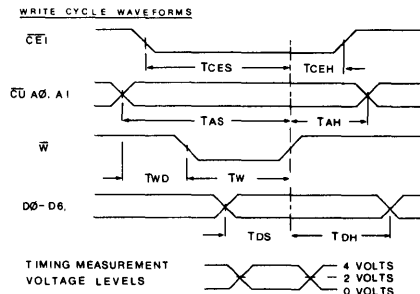 WRITE CYCLE WAVEFORMS
CE1
TCES
TCEH
CU AØ. A1
TAS
TAH
W
TWD
TW
DØ-D6.
TDS
TDH
TIMING MEASUREMENT
VOLTAGE LEVELS
4 VOLTS
2 VOLTS
0 VOLTS